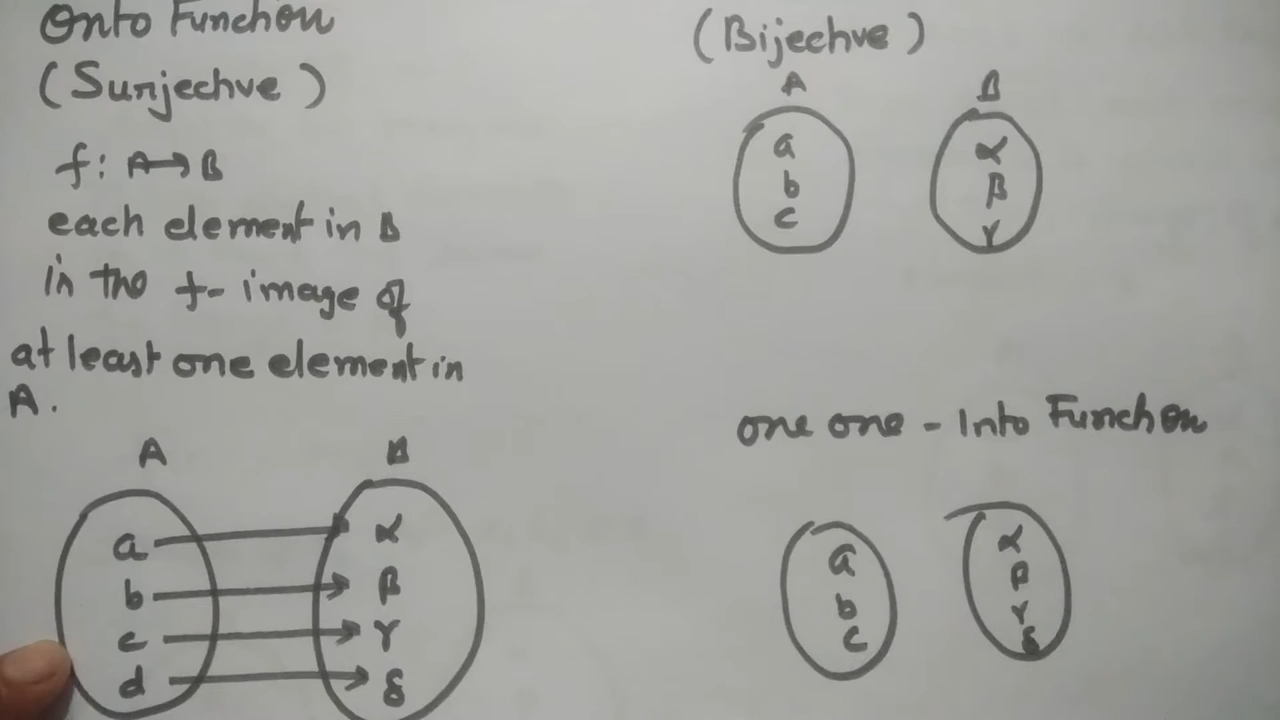 Onto Function
(Surjective)
f: A→B
each element in B
in the f- image of
at least one element in
A.
A B
a α
b β
c γ
d δ
(Bijective)
A B
a α
b β
c γ
one one - Into Function
a α
b β
c γ
δ